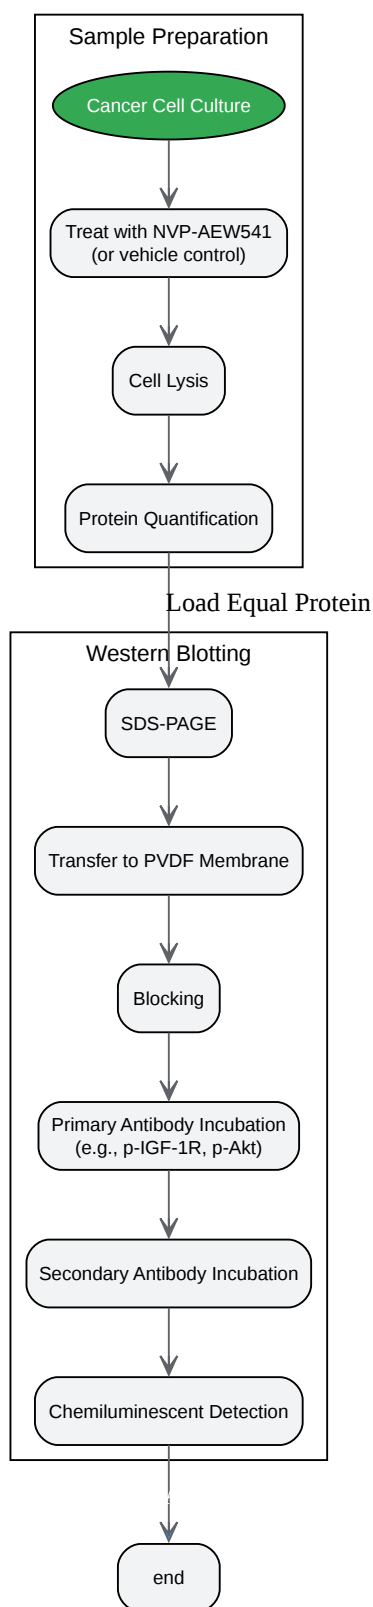 Sample Preparation
Cancer Cell Culture
Treat with NVP-AEW541
(or vehicle control)
Cell Lysis
Protein Quantification
Load Equal Protein
Western Blotting
SDS-PAGE
Transfer to PVDF Membrane
Blocking
Primary Antibody Incubation
(e.g., p-IGF-1R, p-Akt)
Secondary Antibody Incubation
Chemiluminescent Detection
end